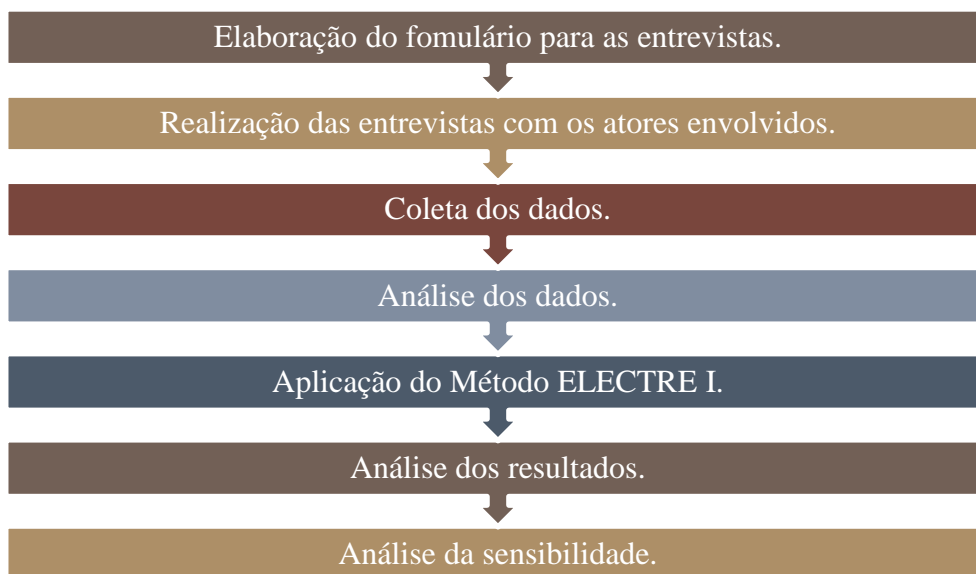 Elaboração do fomulário para as entrevistas.
Realização das entrevistas com os atores envolvidos.
Coleta dos dados.
Análise dos dados.
Aplicação do Método ELECTRE I.
Análise dos resultados.
Análise da sensibilidade.